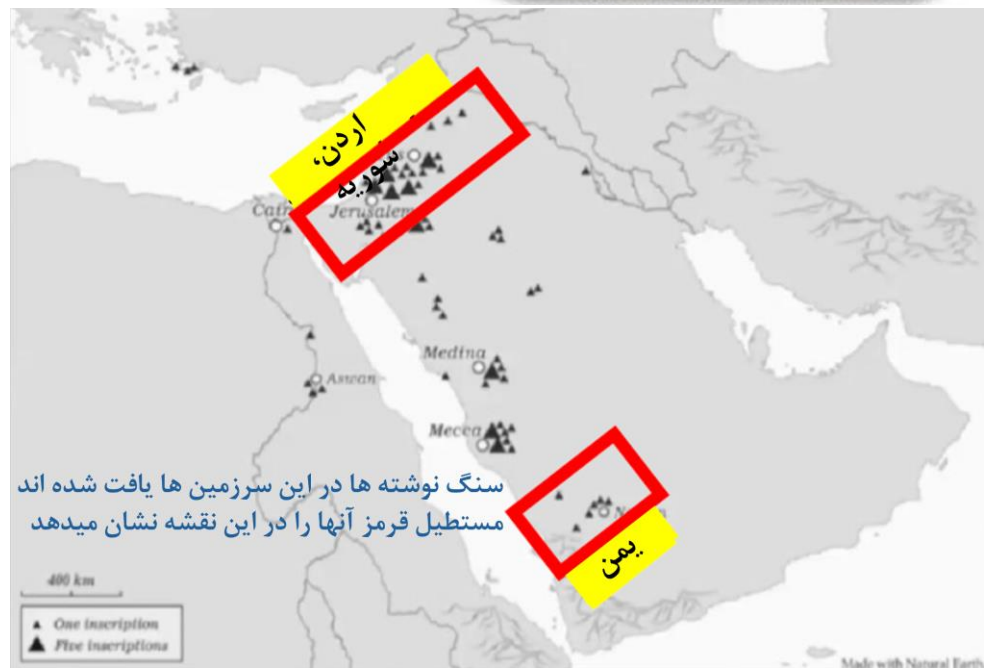 اردن،
سوریه
Jerusalem
Medina
Aswan
Mecca
سنگ نوشته ها در این سرزمین ها یافت شده اند
مستطیل قرمز آنها را در این نقشه نشان میدهد
یمن
400 km
One inscription
Five inscriptions
Made with Natural Earth